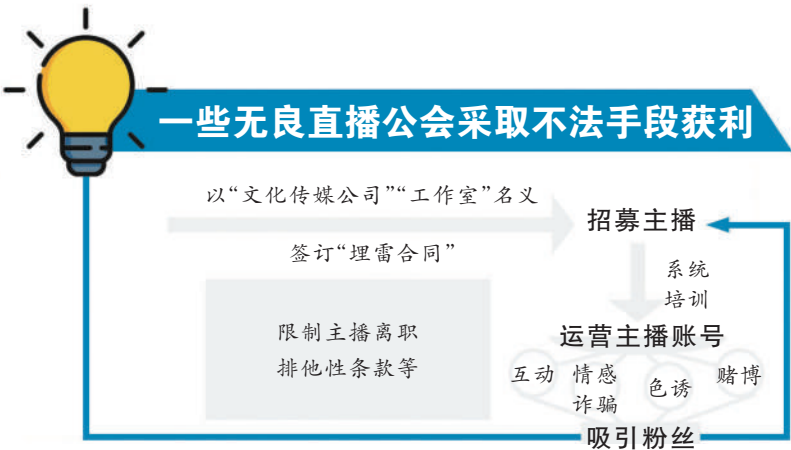 一些无良直播公会采取不法手段获利
以“文化传媒公司”“工作室”名义
招募主播
签订“埋雷合同”
系统
培训
限制主播离职
排他性条款等
运营主播账号
互动 情感 色诱 赌博
诈骗
吸引粉丝